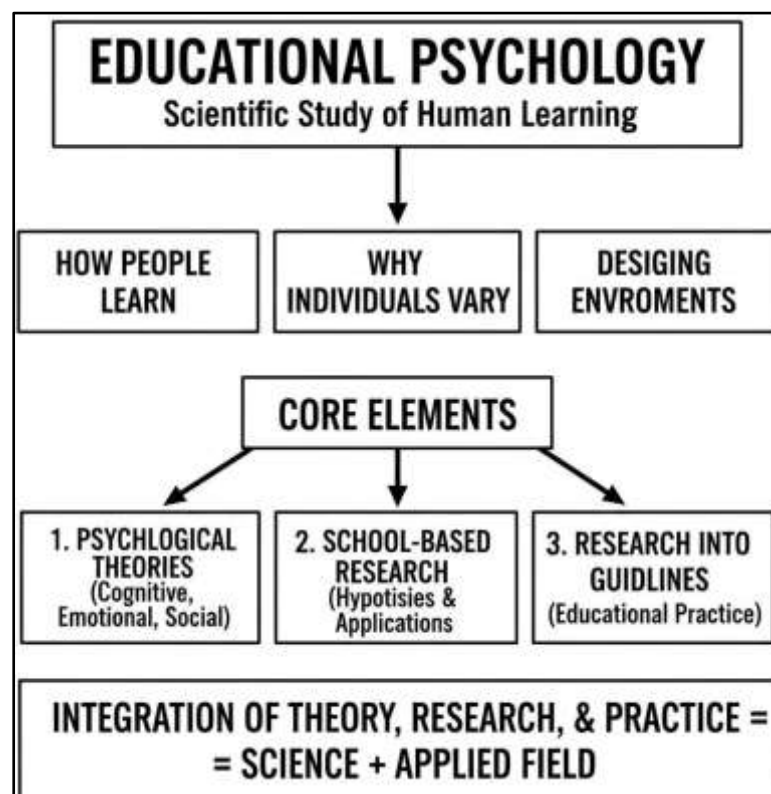 EDUCATIONAL PSYCHOLOGY
Scientific Study of Human Learning
HOW PEOPLE
LEARN
WHY
INDIVIDUALS VARY
DESIGING
ENVROMENTS
CORE ELEMENTS
1. PSYCHLOGICAL
THEORIES
(Cognitive,
Emotional, Social)
2. SCHOOL-BASED
RESEARCH
(Hypotisies &
Applications
3. RESEARCH INTO
GUIDLINES
(Educational Practice)
INTEGRATION OF THEORY, RESEARCH, & PRACTICE =
= SCIENCE + APPLIED FIELD